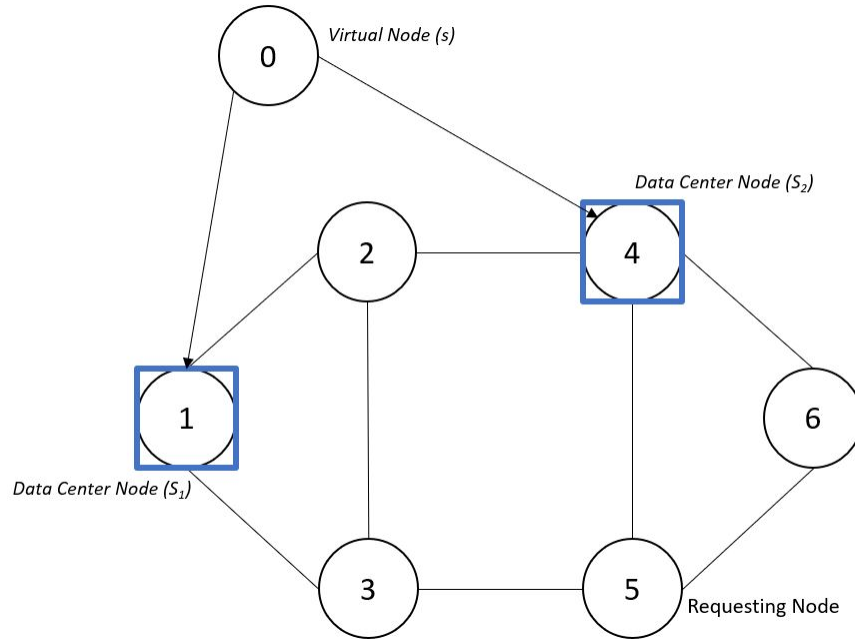 0
Virtual Node (s)
Data Center Node (S₂)
2
4
1
6
Data Center Node (S₁)
3
5
Requesting Node